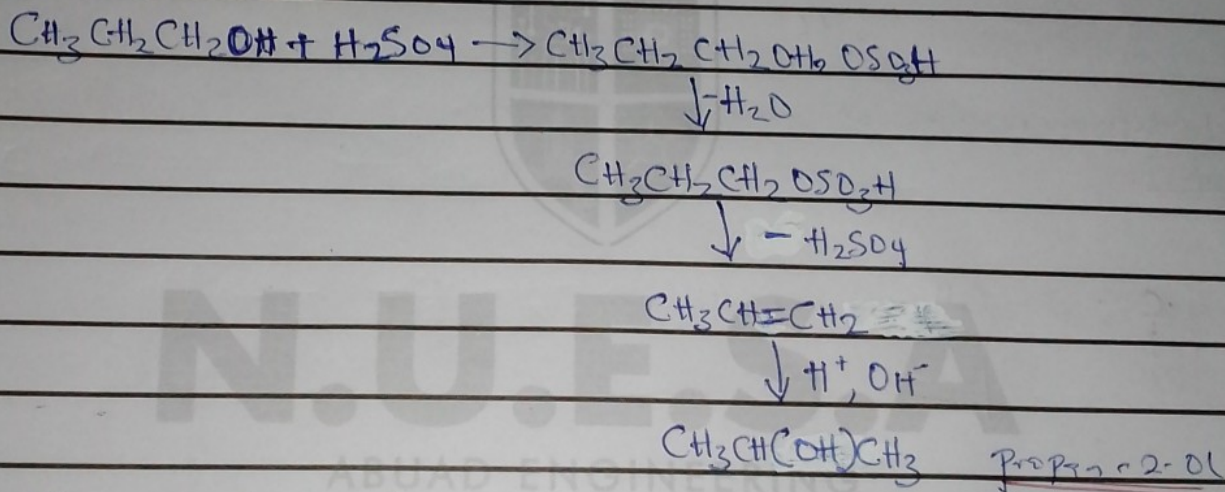 CH3CH2CH2OH + H2SO4 → CH3CH2CH2OH2 OSO3H
↓ -H2O
CH3CH2CH2OSO3H
↓ - H2SO4
CH3CH=CH2
↓ H+, OH-
CH3CH(OH)CH3 Propan-2-Ol
N.U.E.S.A
ABUAD ENGINEERING